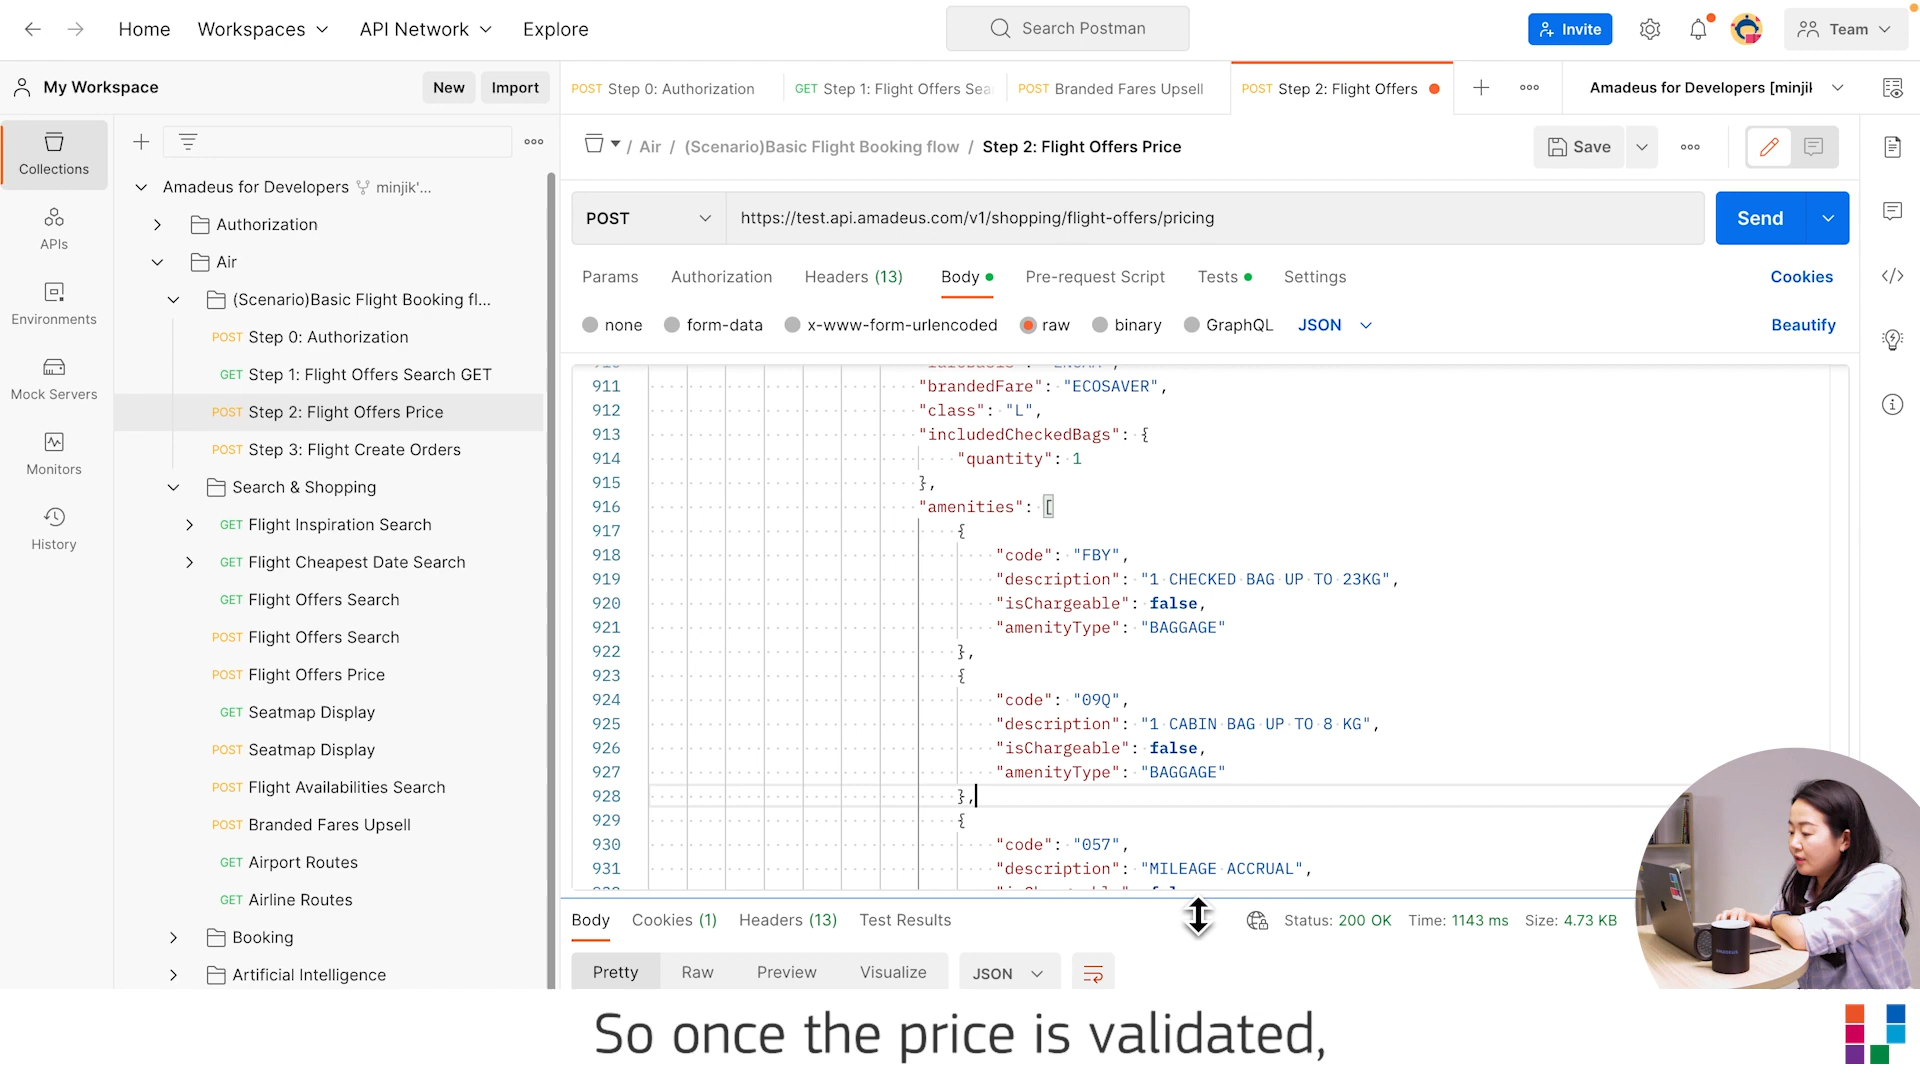 Home Workspaces API Network Explore
Search Postman
Invite
Team
My Workspace
New Import
POST Step 0: Authorization
GET Step 1: Flight Offers Sea
POST Branded Fares Upsell
POST Step 2: Flight Offers
Amadeus for Developers [minjik
Collections
APIs
Environments
Mock Servers
Monitors
History
Amadeus for Developers minjik'...
Authorization
Air
(Scenario)Basic Flight Booking fl...
POST Step 0: Authorization
GET Step 1: Flight Offers Search GET
POST Step 2: Flight Offers Price
POST Step 3: Flight Create Orders
Search & Shopping
GET Flight Inspiration Search
GET Flight Cheapest Date Search
GET Flight Offers Search
POST Flight Offers Search
POST Flight Offers Price
GET Seatmap Display
POST Seatmap Display
POST Flight Availabilities Search
POST Branded Fares Upsell
GET Airport Routes
GET Airline Routes
Booking
Artificial Intelligence
/ Air / (Scenario)Basic Flight Booking flow / Step 2: Flight Offers Price
Save
POST https://test.api.amadeus.com/v1/shopping/flight-offers/pricing
Send
Params Authorization Headers (13) Body Pre-request Script Tests Settings Cookies
none form-data x-www-form-urlencoded raw binary GraphQL JSON Beautify
911 "brandedFare": "ECOSAVER",
912 "class": "L",
913 "includedCheckedBags": {
914 "quantity": 1
915 },
916 "amenities": [
917 {
918 "code": "FBY",
919 "description": "1 CHECKED BAG UP TO 23KG",
920 "isChargeable": false,
921 "amenityType": "BAGGAGE"
922 },
923 {
924 "code": "09Q",
925 "description": "1 CABIN BAG UP TO 8 KG",
926 "isChargeable": false,
927 "amenityType": "BAGGAGE"
928 },
929 {
930 "code": "057",
931 "description": "MILEAGE ACCRUAL",
Body Cookies (1) Headers (13) Test Results
Status: 200 OK Time: 1143 ms Size: 4.73 KB
Pretty Raw Preview Visualize JSON
So once the price is validated,